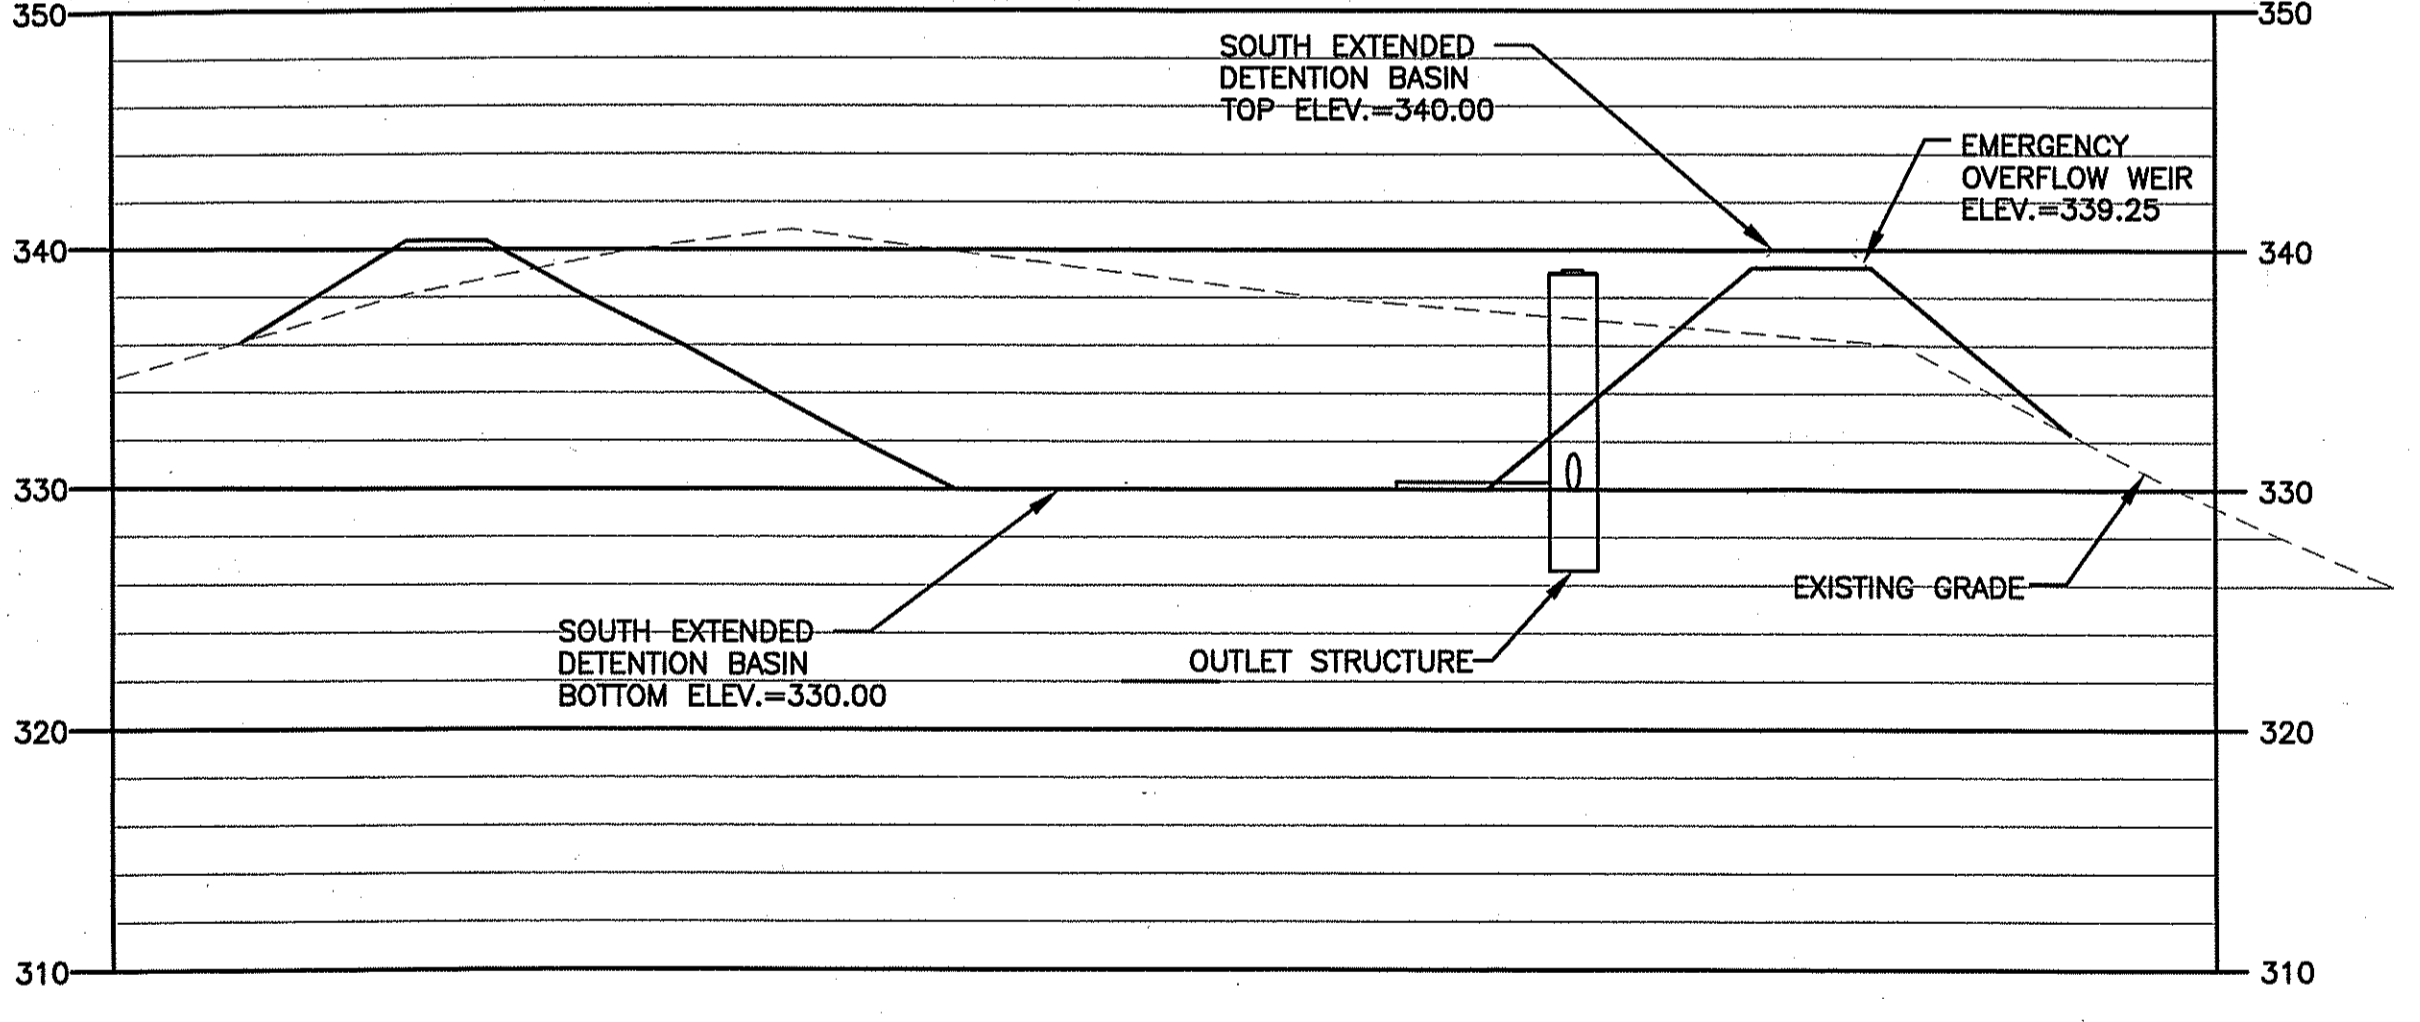 350
350
SOUTH EXTENDED
DETENTION BASIN
TOP ELEV.=340.00
EMERGENCY
OVERFLOW WEIR
ELEV.=339.25
340
340
330
330
EXISTING GRADE
SOUTH EXTENDED
DETENTION BASIN
BOTTOM ELEV.=330.00
OUTLET STRUCTURE
320
320
310
310